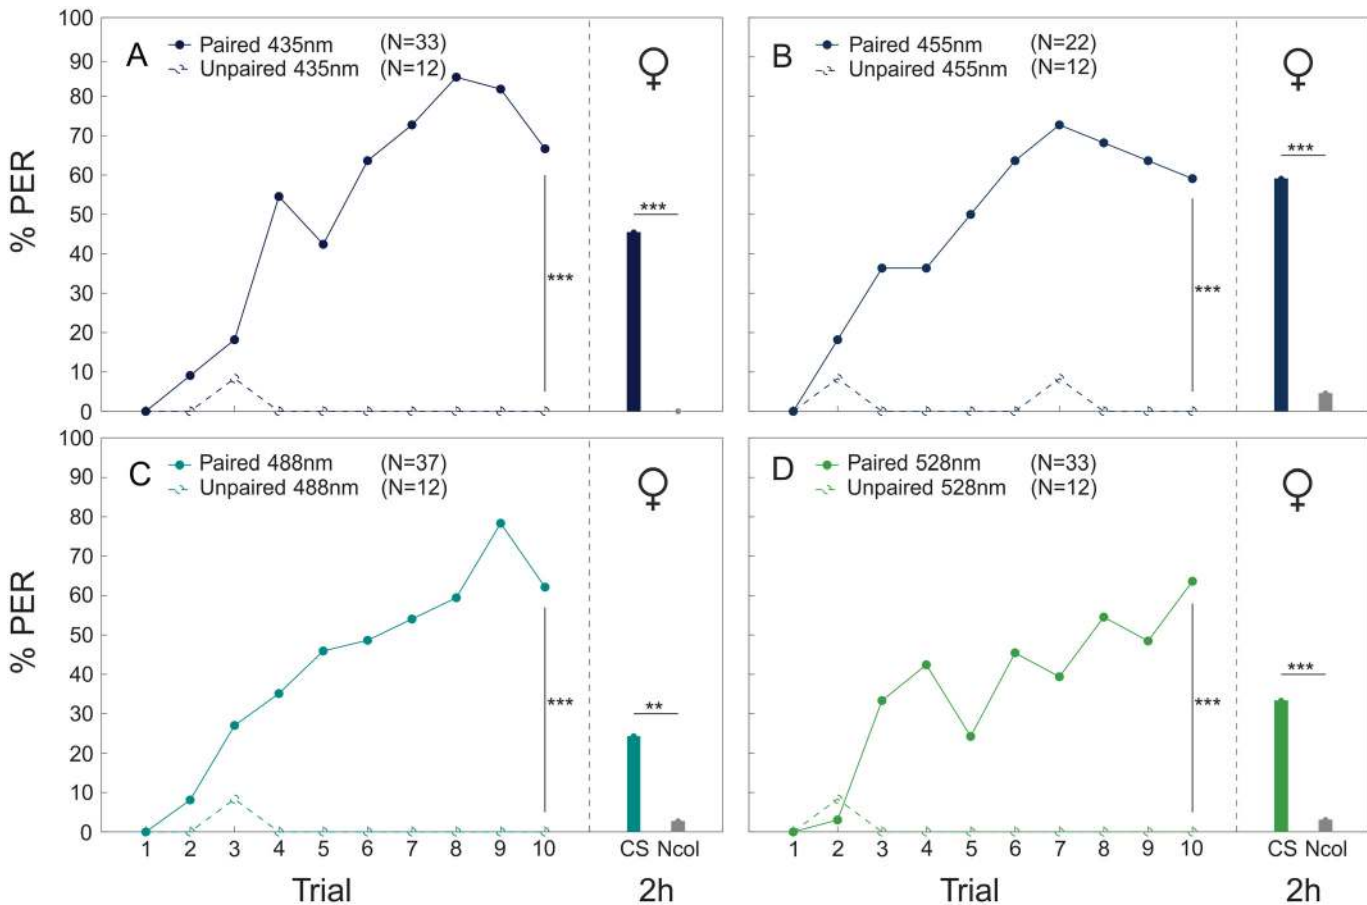 100
90
80
70
60
50
40
30
20
10
0
% PER
A
Paired 435nm (N=33)
Unpaired 435nm (N=12)
♀
***
***
B
Paired 455nm (N=22)
Unpaired 455nm (N=12)
♀
***
***
100
90
80
70
60
50
40
30
20
10
0
% PER
C
Paired 488nm (N=37)
Unpaired 488nm (N=12)
♀
***
**
1 2 3 4 5 6 7 8 9 10 CS Ncol
Trial 2h
D
Paired 528nm (N=33)
Unpaired 528nm (N=12)
♀
***
***
1 2 3 4 5 6 7 8 9 10 CS Ncol
Trial 2h